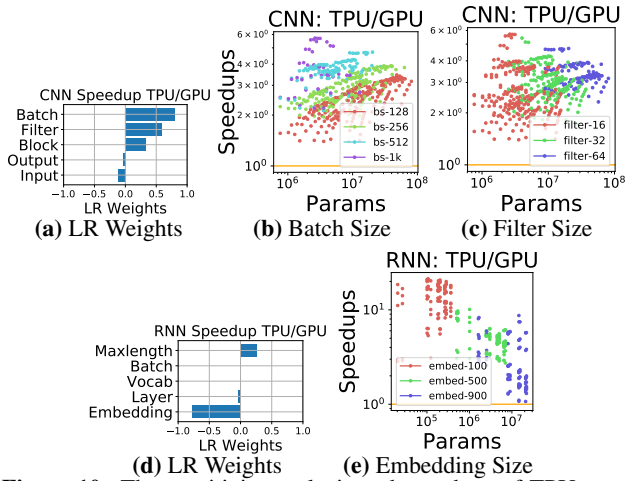 CNN Speedup TPU/GPU
Batch
Filter
Block
Output
Input
−1.0 −0.5 0.0 0.5 1.0
LR Weights
(a) LR Weights
CNN: TPU/GPU
Speedups
6 × 10⁰
4 × 10⁰
3 × 10⁰
2 × 10⁰
10⁰
bs-128
bs-256
bs-512
bs-1k
10⁶ 10⁷ 10⁸
Params
(b) Batch Size
CNN: TPU/GPU
6 × 10⁰
4 × 10⁰
3 × 10⁰
2 × 10⁰
10⁰
filter-16
filter-32
filter-64
10⁶ 10⁷ 10⁸
Params
(c) Filter Size
RNN Speedup TPU/GPU
Maxlength
Batch
Vocab
Layer
Embedding
−1.0 −0.5 0.0 0.5 1.0
LR Weights
(d) LR Weights
RNN: TPU/GPU
Speedups
10¹
10⁰
embed-100
embed-500
embed-900
10⁵ 10⁶ 10⁷
Params
(e) Embedding Size